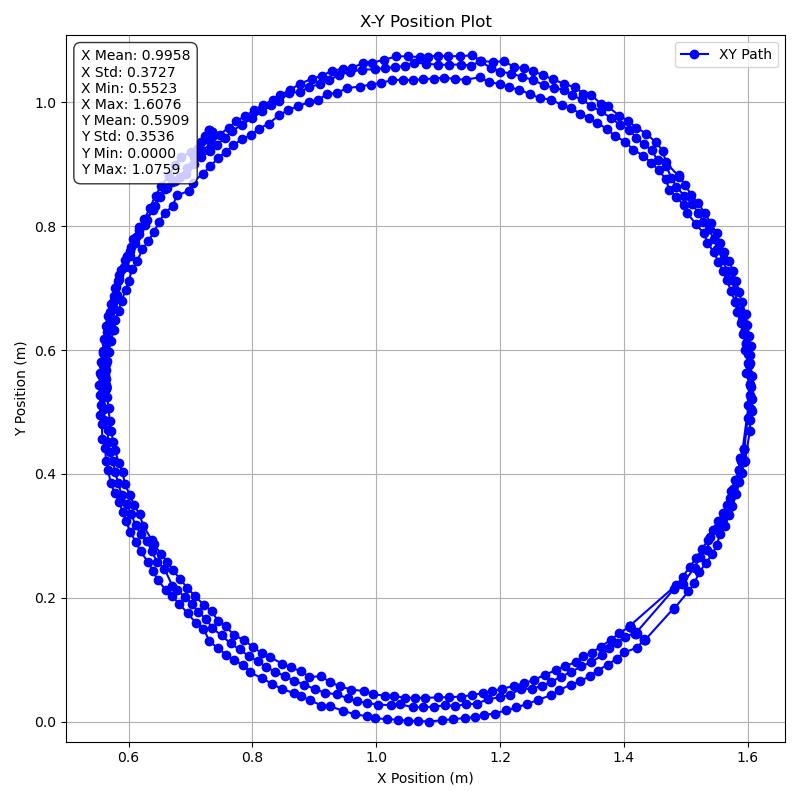 X-Y Position Plot
X Mean: 0.9958
X Std: 0.3727
X Min: 0.5523
X Max: 1.6076
Y Mean: 0.5909
Y Std: 0.3536
Y Min: 0.0000
Y Max: 1.0759
XY Path
Y Position (m)
1.0
0.8
0.6
0.4
0.2
0.0
0.6 0.8 1.0 1.2 1.4 1.6
X Position (m)